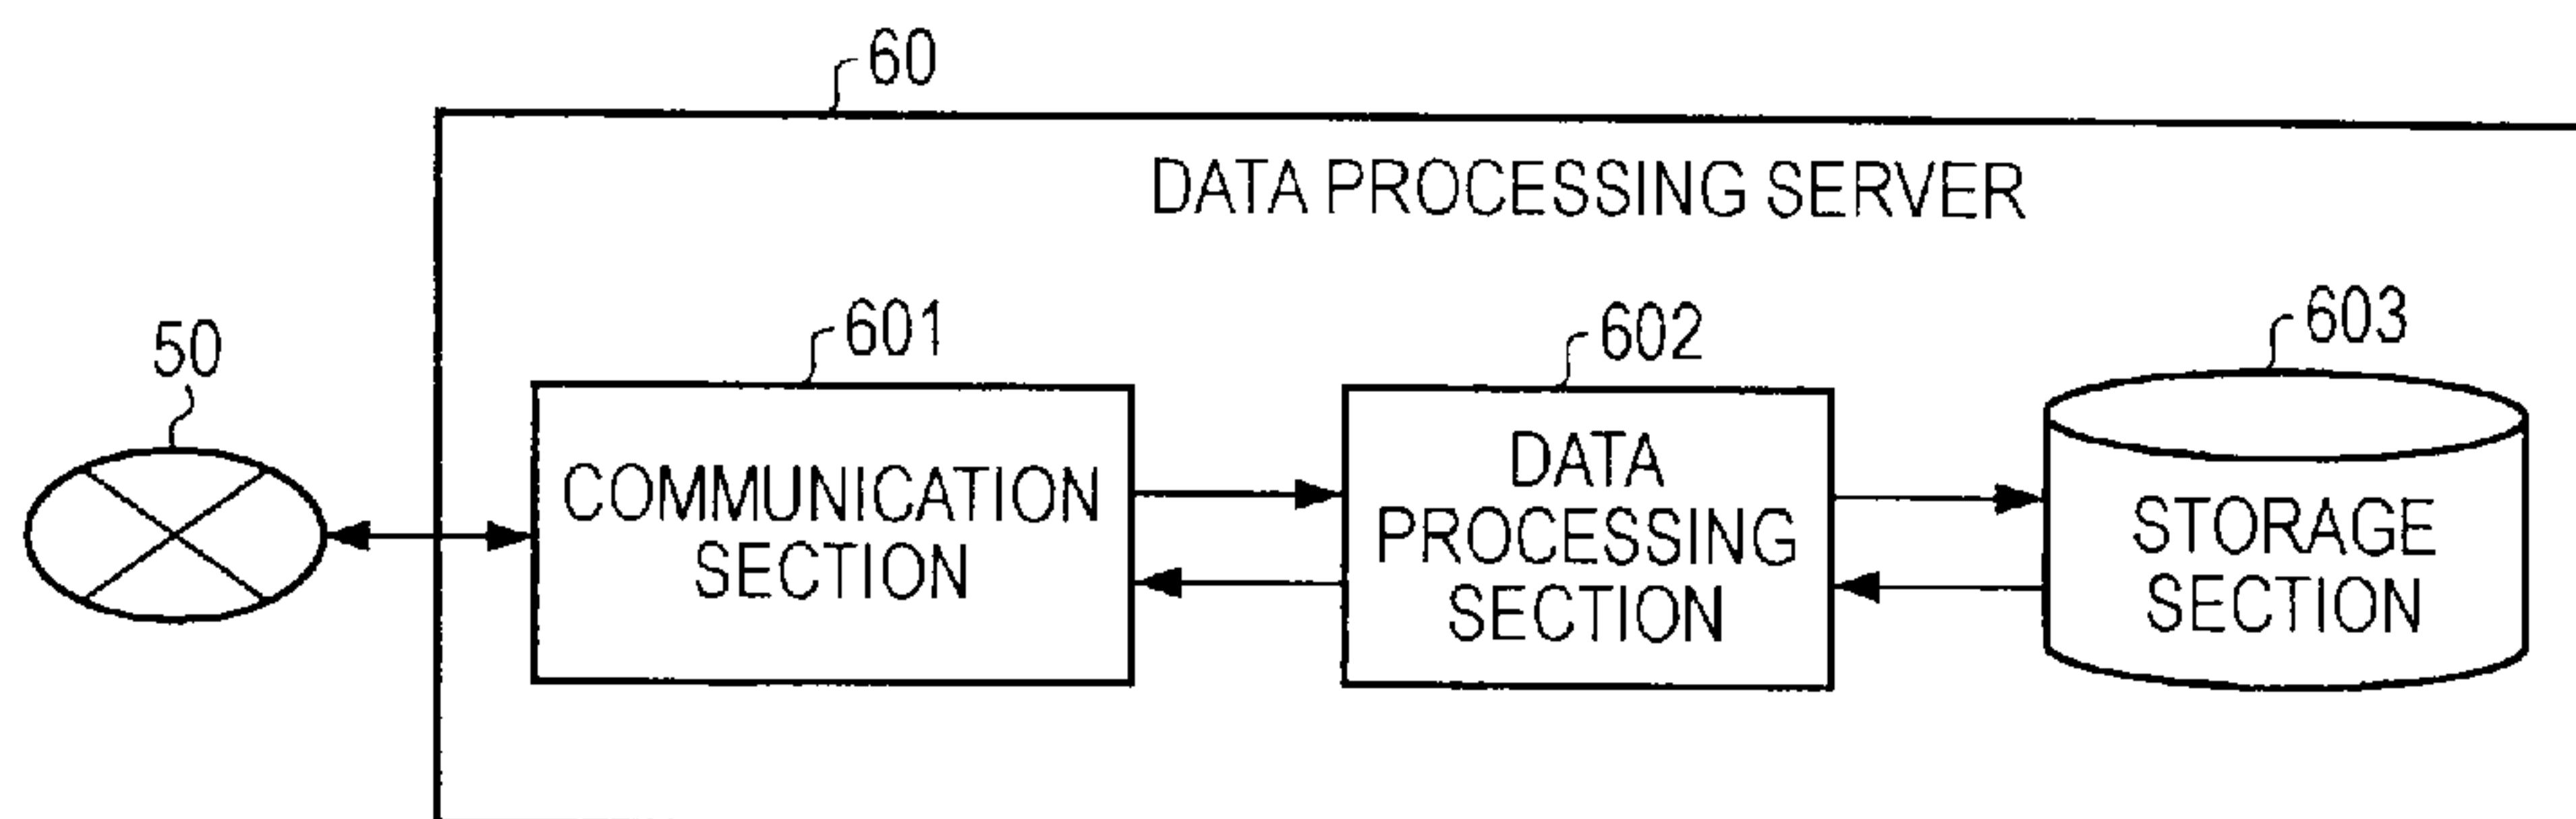 60
DATA PROCESSING SERVER
50
601
602
603
COMMUNICATION
SECTION
DATA
PROCESSING
SECTION
STORAGE
SECTION